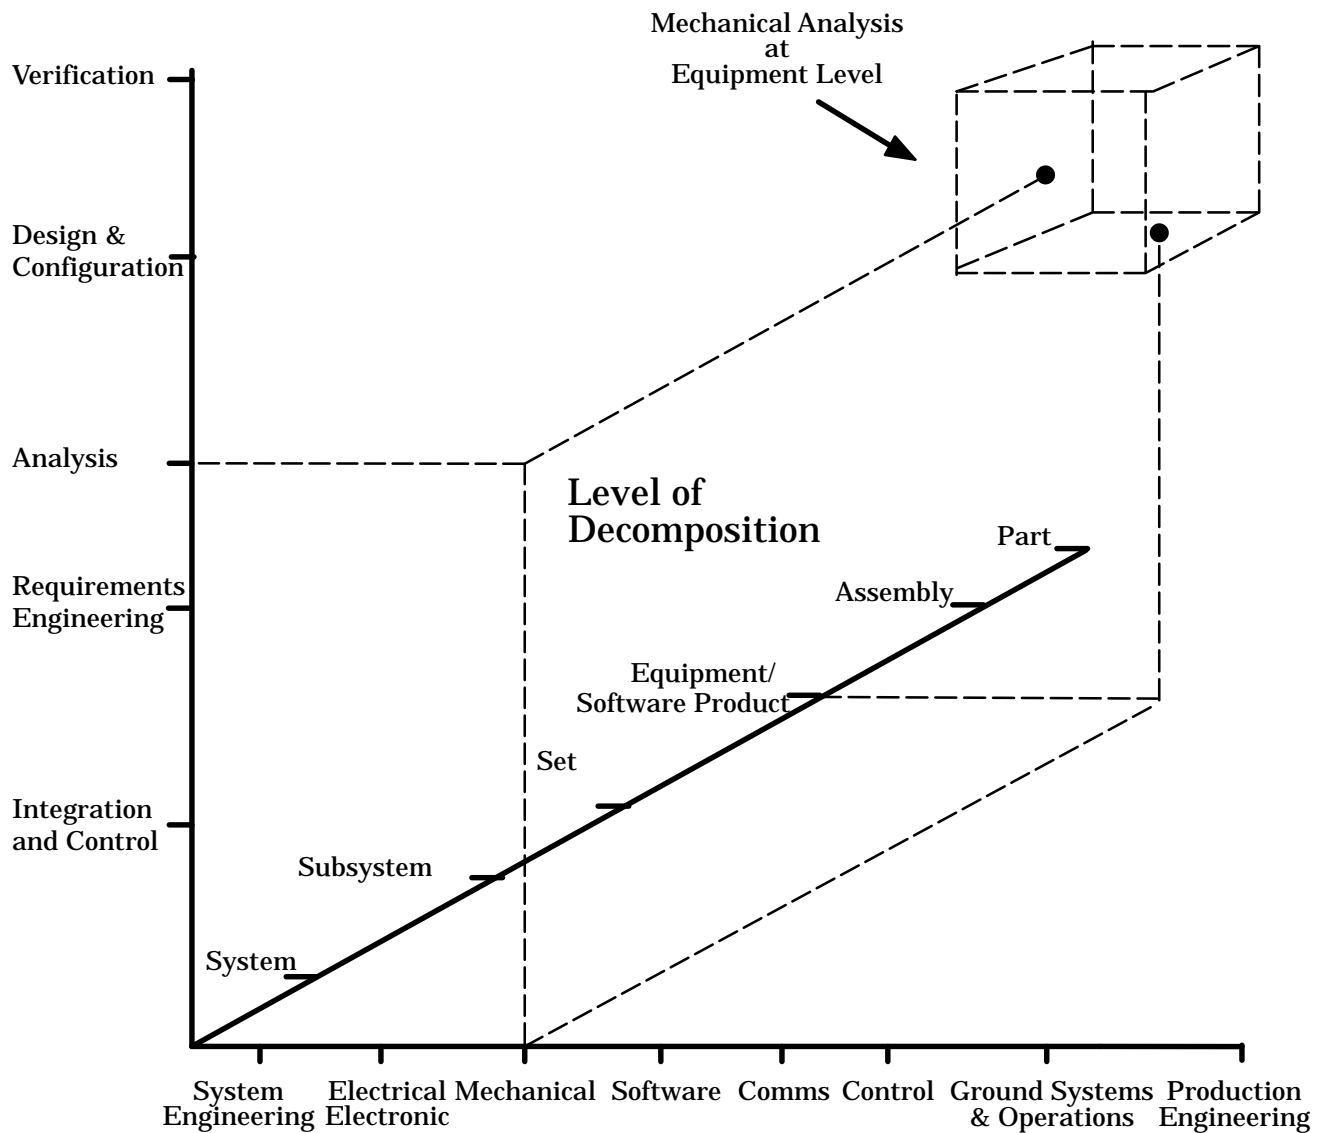 Mechanical Analysis
at
Equipment Level
Verification
Design &
Configuration
Analysis
Level of
Decomposition
Part
Requirements
Engineering
Assembly
Equipment/
Software Product
Set
Integration
and Control
Subsystem
System
System
Engineering
Electrical
Electronic
Mechanical
Software
Comms
Control
Ground Systems
& Operations
Production
Engineering